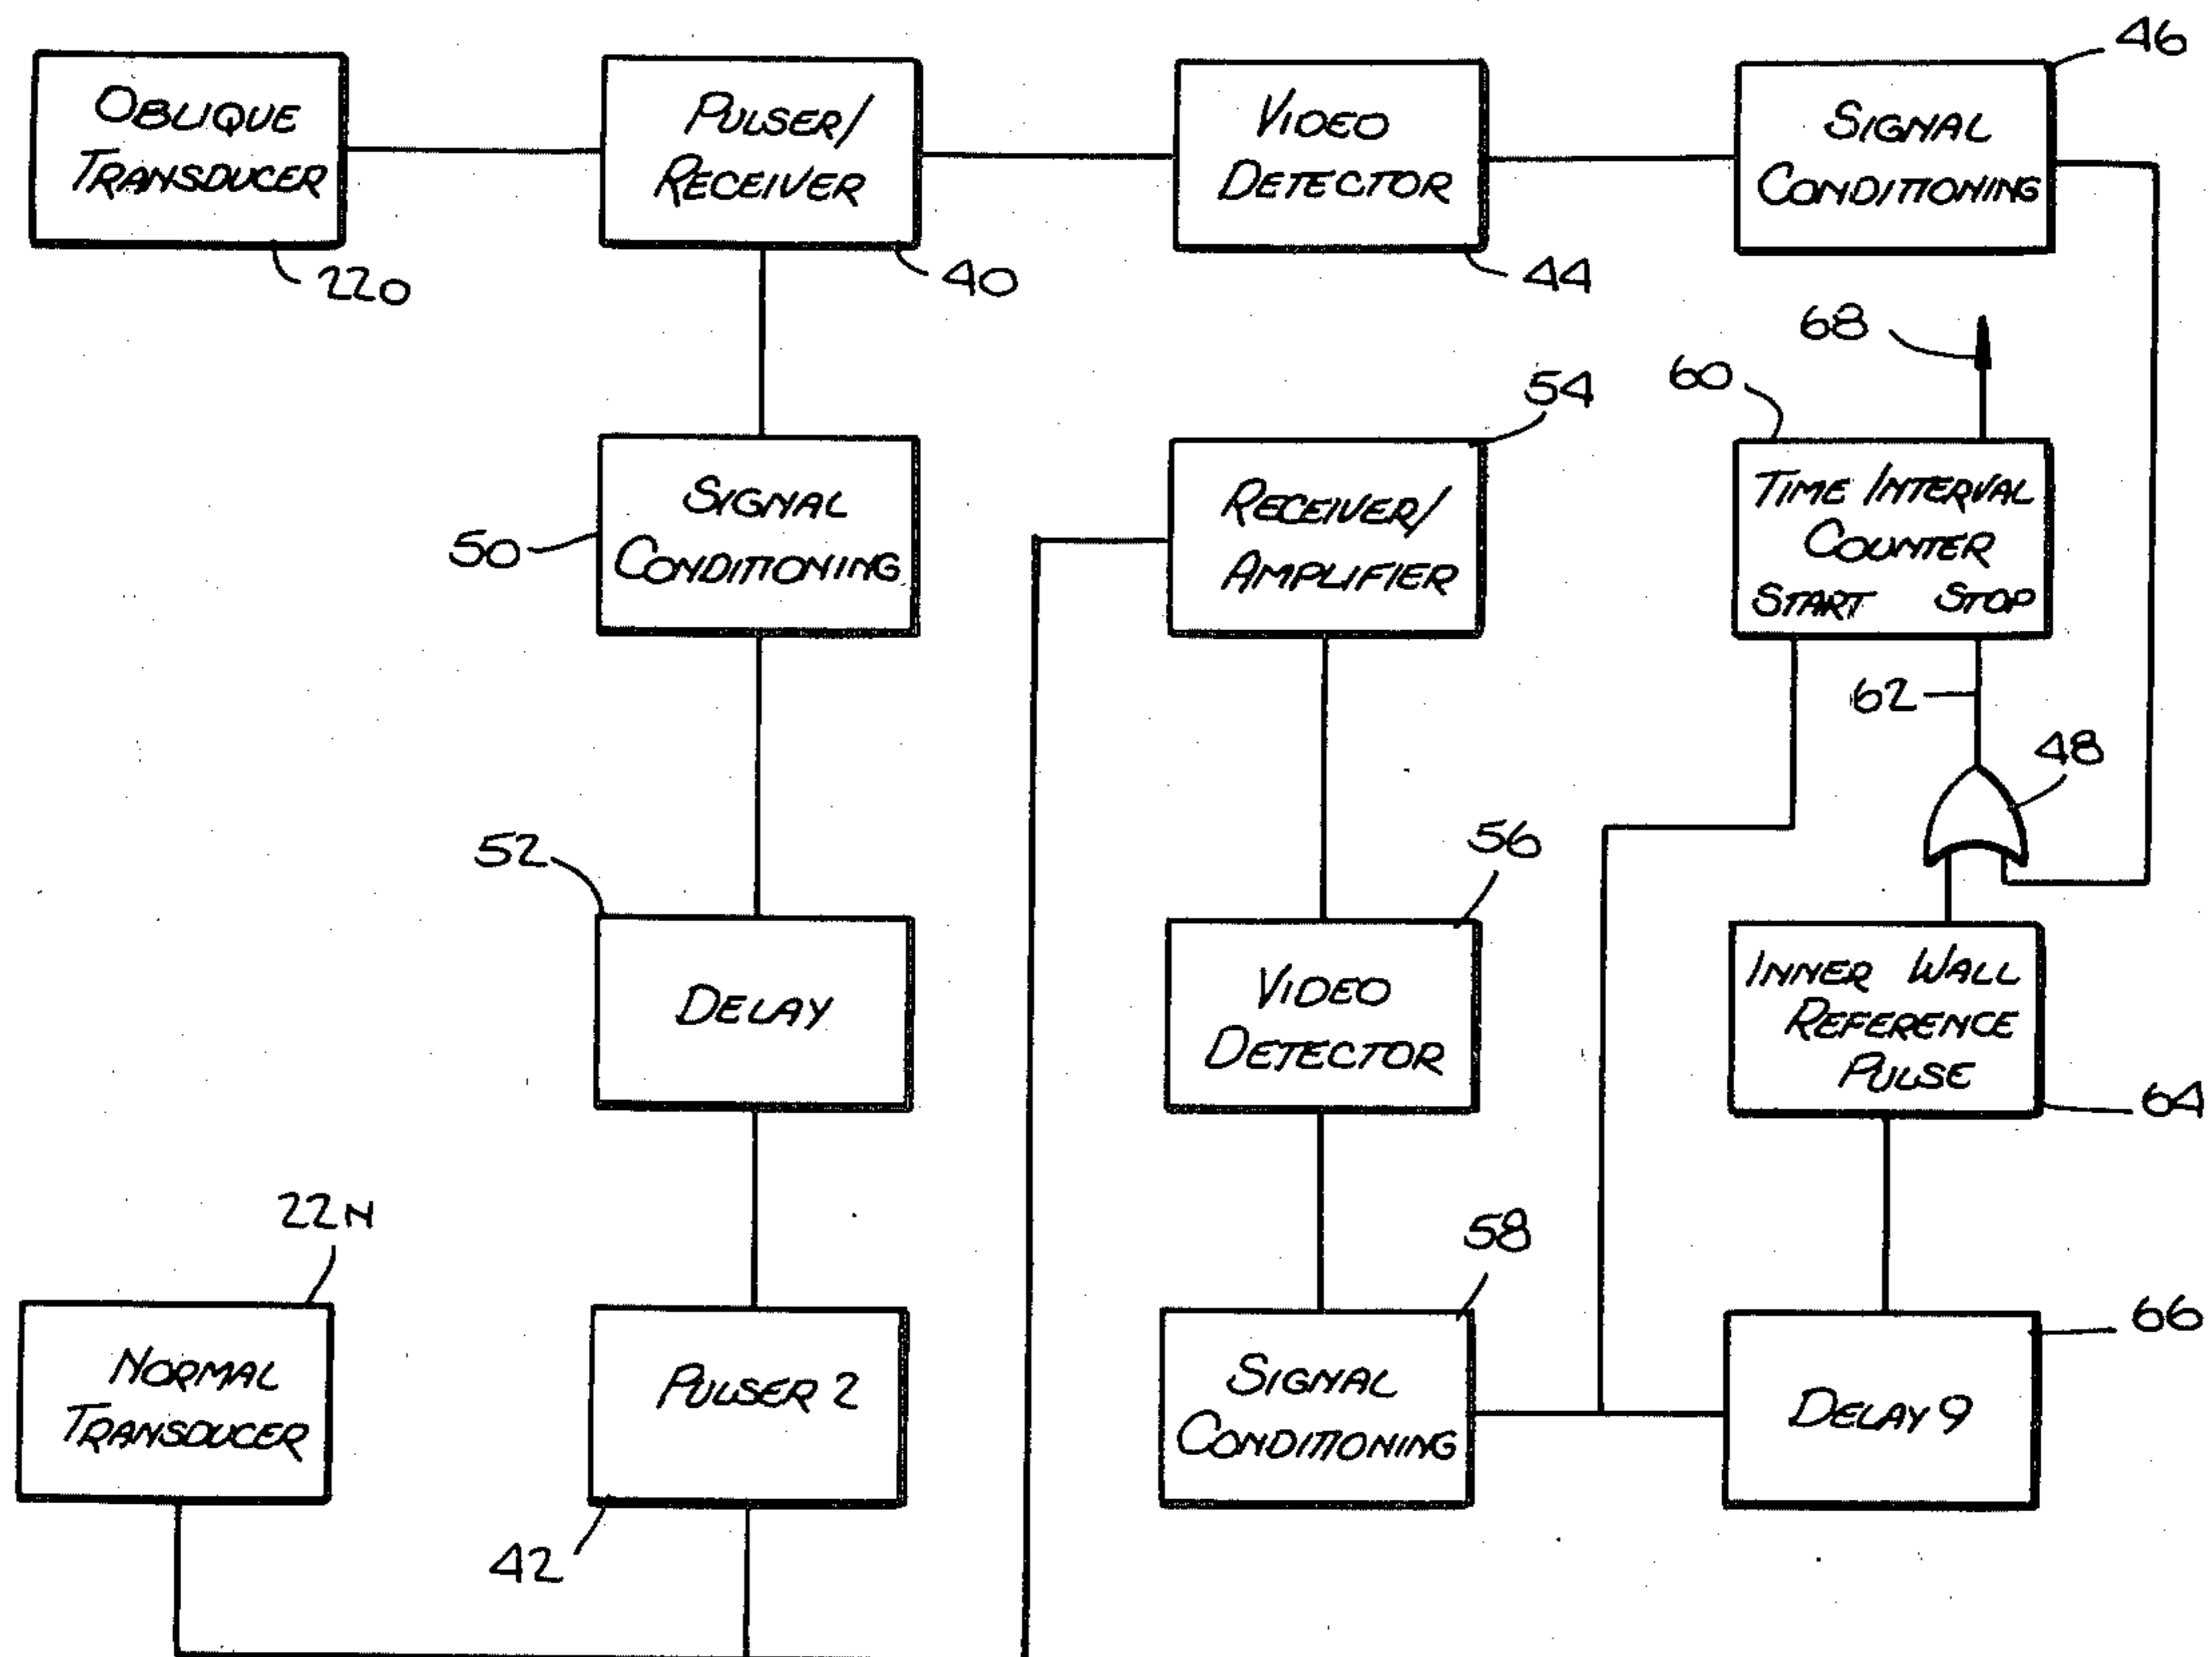 OBLIQUE
TRANSDUCER
22O
PULSER/
RECEIVER
40
VIDEO
DETECTOR
44
SIGNAL
CONDITIONING
46
SIGNAL
CONDITIONING
50
RECEIVER/
AMPLIFIER
54
68
60
TIME INTERVAL
COUNTER
START STOP
62
48
52
DELAY
56
VIDEO
DETECTOR
INNER WALL
REFERENCE
PULSE
64
22N
NORMAL
TRANSDUCER
PULSER 2
42
58
SIGNAL
CONDITIONING
DELAY 9
66